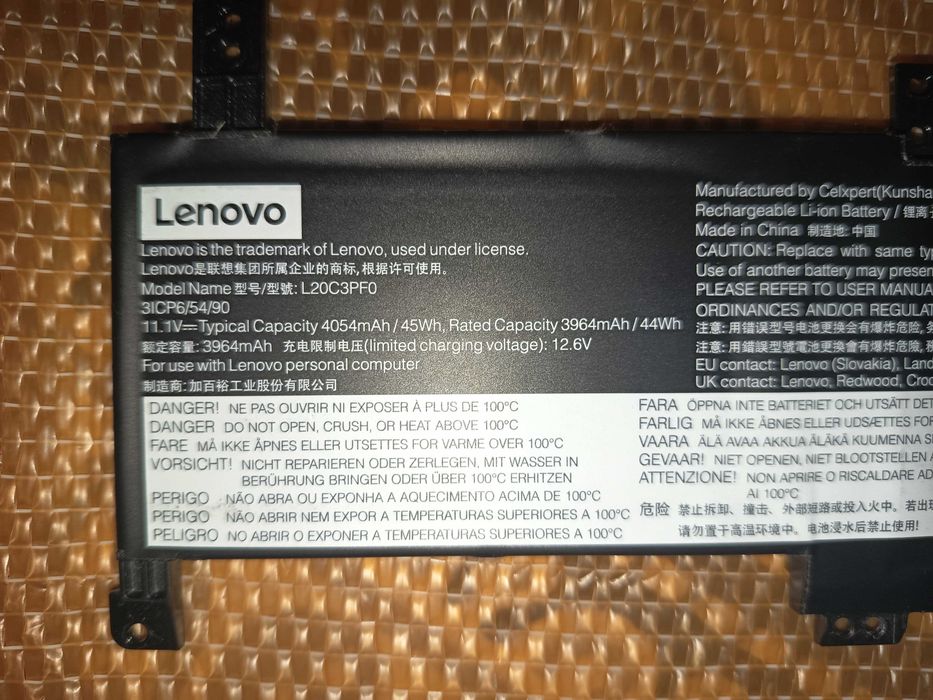 Lenovo
Lenovo is the trademark of Lenovo, used under license.
Lenovo是联想集团所属企业的商标,根据许可使用。
Model Name 型号/型號: L20C3PF0
3ICP6/54/90
11.1V⎓Typical Capacity 4054mAh / 45Wh, Rated Capacity 3964mAh / 44Wh
额定容量: 3964mAh 充电限制电压(limited charging voltage): 12.6V
For use with Lenovo personal computer
制造商: 加百裕工业股份有限公司
Manufactured by Celxpert(Kunsha
Rechargeable Li-ion Battery / 锂离
Made in China 制造地: 中国
CAUTION: Replace with same typ
Use of another battery may presen
PLEASE REFER TO USER MANUA
ORDINANCES AND/OR REGULAT
注意: 用错误型号电池更换会有爆炸危险,
注意: 用錯誤型號電池更換會有爆炸危險,
EU contact: Lenovo (Slovakia), Land
UK contact: Lenovo, Redwood, Croc
DANGER! NE PAS OUVRIR NI EXPOSER À PLUS DE 100°C
DANGER DO NOT OPEN, CRUSH, OR HEAT ABOVE 100°C
FARE MÅ IKKE ÅPNES ELLER UTSETTES FOR VARME OVER 100°C
VORSICHT! NICHT REPARIEREN ODER ZERLEGEN, MIT WASSER IN
BERÜHRUNG BRINGEN ODER ÜBER 100°C ERHITZEN
PERIGO NÃO ABRA OU EXPONHA A AQUECIMENTO ACIMA DE 100°C
PERIGO NÃO ABRIR NEM EXPOR A TEMPERATURAS SUPERIORES A 100°C
PELIGRO NO ABRIR O EXPONER A TEMPERATURAS SUPERIORES A 100°C
FARA ÖPPNA INTE BATTERIET OCH UTSÄTT DET
FARLIG MÅ IKKE ÅBNES ELLER UDSÆTTES FOR
VAARA ÄLÄ AVAA AKKUA ÄLÄKÄ KUUMENNA S
GEVAAR! NIET OPENEN, NIET BLOOTSTELLEN A
ATTENZIONE! NON APRIRE O RISCALDARE AD
AI 100°C
危险 禁止拆卸、撞击、外部短路或投入火中。若出现
请勿置于高温环境中。电池浸水后禁止使用!